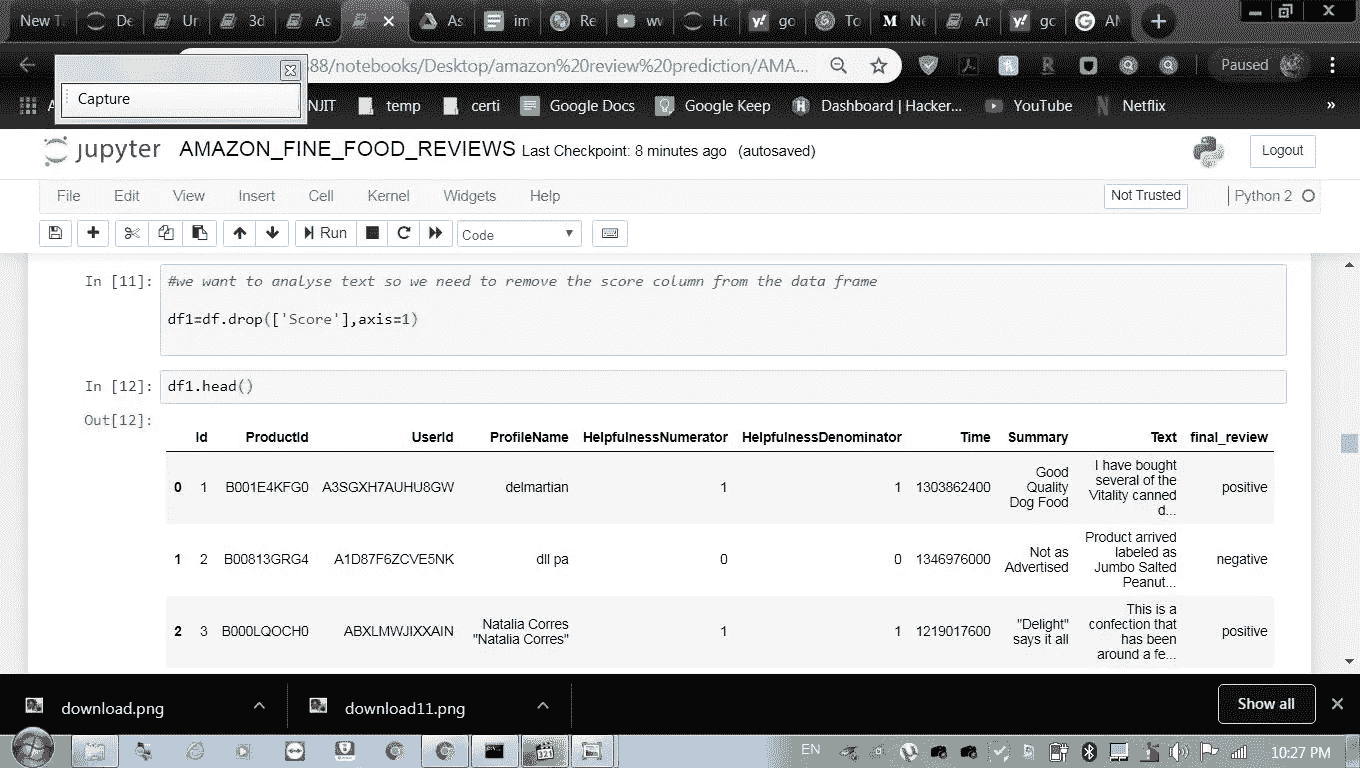 New T
De
Ur
3d
As
As
im
Re
wv
Ho
go
To
Ne
Ar
go
AM
388/notebooks/Desktop/amazon%20review%20prediction/AMA...
Paused
Capture
NJIT
temp
certi
Google Docs
Google Keep
Dashboard | Hacker...
YouTube
Netflix
»
jupyter AMAZON_FINE_FOOD_REVIEWS Last Checkpoint: 8 minutes ago (autosaved)
Logout
File Edit View Insert Cell Kernel Widgets Help
Not Trusted
Python 2
Run
Code
In [11]: #we want to analyse text so we need to remove the score column from the data frame
df1=df.drop(['Score'],axis=1)
In [12]: df1.head()
Out[12]:
Id ProductId UserId ProfileName HelpfulnessNumerator HelpfulnessDenominator Time Summary Text final_review
0 1 B001E4KFG0 A3SGXH7AUHU8GW delmartian 1 1 1303862400 Good Quality Dog Food I have bought several of the Vitality canned d... positive
1 2 B00813GRG4 A1D87F6ZCVE5NK dll pa 0 0 1346976000 Not as Advertised Product arrived labeled as Jumbo Salted Peanut... negative
2 3 B000LQOCH0 ABXLMWJIXXAIN Natalia Corres "Natalia Corres" 1 1 1219017600 "Delight" says it all This is a confection that has been around a fe... positive
download.png
download11.png
Show all
EN
10:27 PM